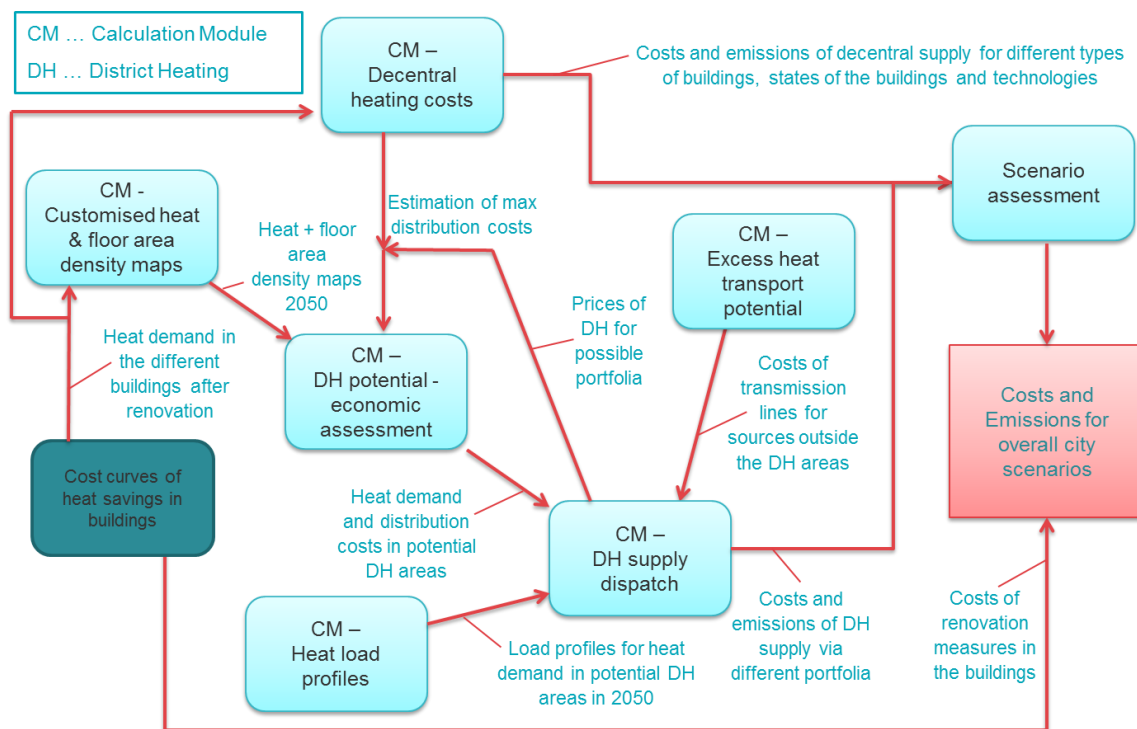 CM … Calculation Module
DH … District Heating
CM –
Decentral
heating costs
Costs and emissions of decentral supply for different types
of buildings, states of the buildings and technologies
Scenario
assessment
CM -
Customised heat
& floor area
density maps
Estimation of max
distribution costs
Heat + floor
area
density maps
2050
CM –
Excess heat
transport
potential
Heat demand in
the different
buildings after
renovation
CM –
DH potential -
economic
assessment
Prices of
DH for
possible
portfolia
Costs of
transmission
lines for
sources outside
the DH areas
Costs and
Emissions for
overall city
scenarios
Cost curves of
heat savings in
buildings
Heat demand
and distribution
costs in potential
DH areas
CM –
DH supply
dispatch
CM –
Heat load
profiles
Load profiles for heat
demand in potential DH
areas in 2050
Costs and
emissions of DH
supply via
different portfolia
Costs of
renovation
measures in
the buildings